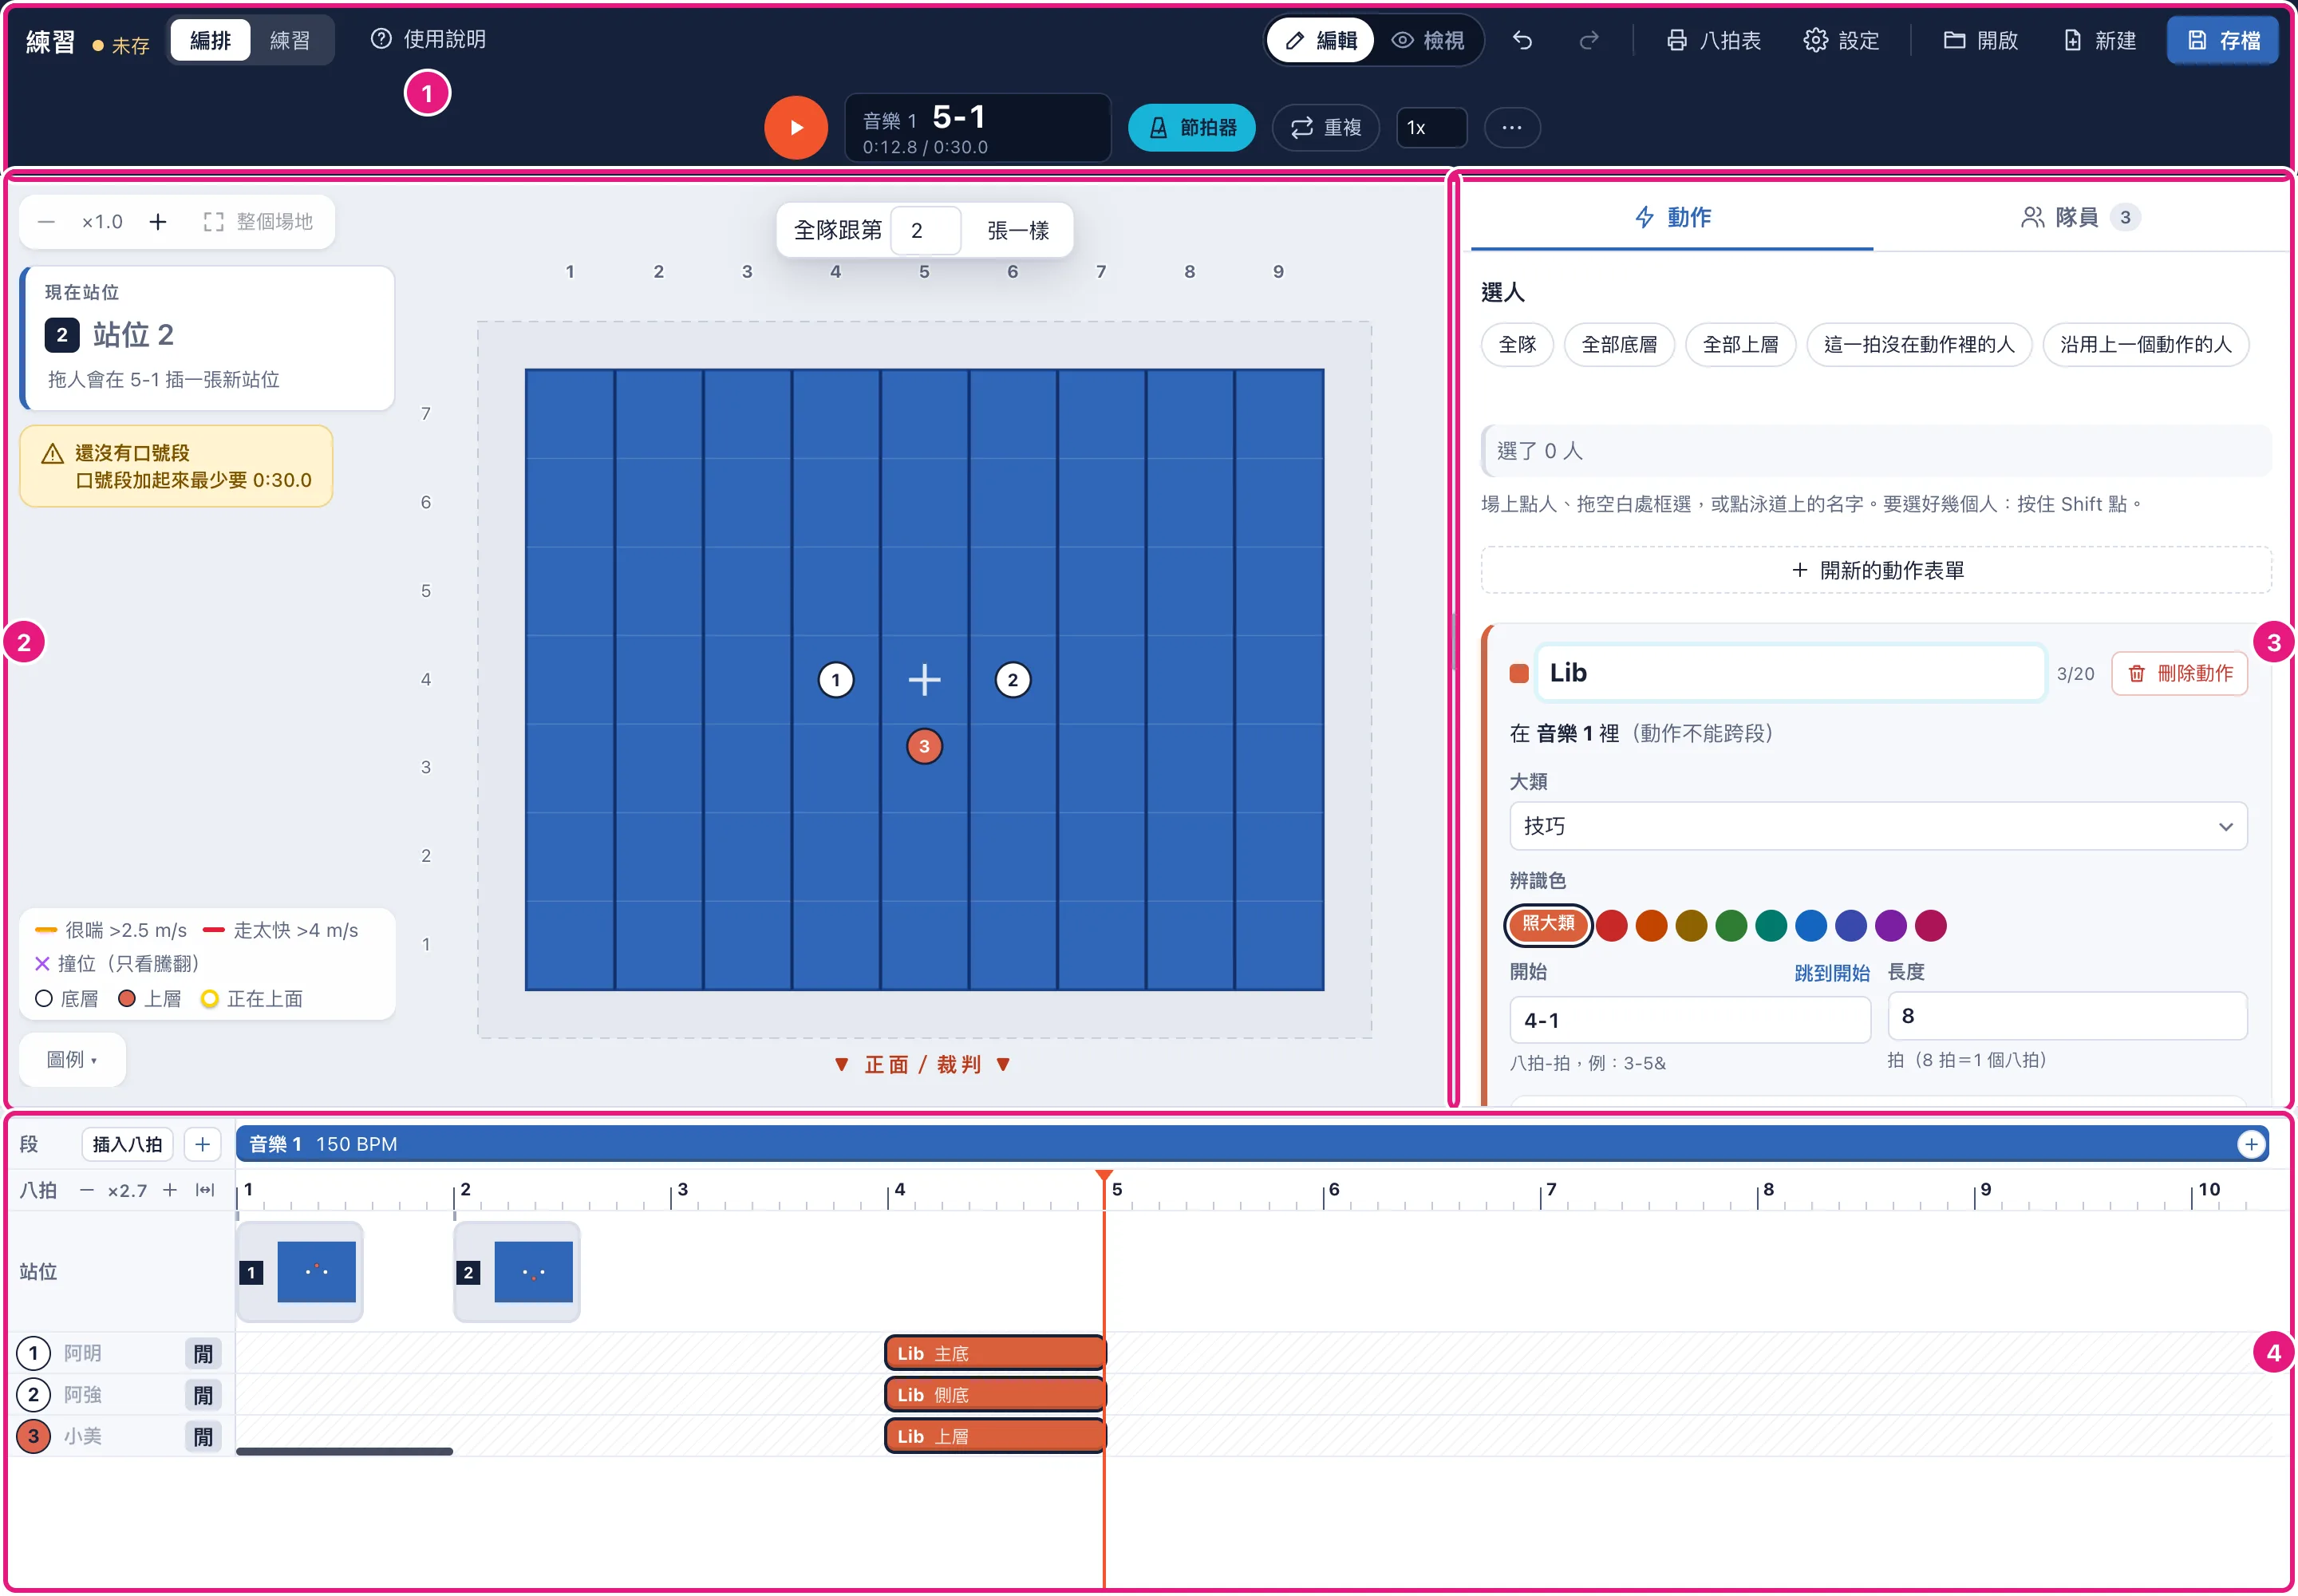 練習 未存 編排 練習 使用說明 編輯 檢視 八拍表 設定 開啟 新建 存檔
1
音樂 1 5-1
0:12.8 / 0:30.0
節拍器 重複 1x ···
×1.0 整個場地
全隊跟第 2 張一樣
現在站位
2 站位 2
拖人會在 5-1 插一張新站位
還沒有口號段
口號段加起來最少要 0:30.0
1 2 3 4 5 6 7 8 9
7
6
5
4
3
2
1
1 2
3
2
很喘 >2.5 m/s 走太快 >4 m/s
撞位（只看騰翻）
底層 上層 正在上面
圖例 ▾
▼ 正面 / 裁判 ▼
動作 隊員 3
選人
全隊 全部底層 全部上層 這一拍沒在動作裡的人 沿用上一個動作的人
選了 0 人
場上點人、拖空白處框選，或點泳道上的名字。要選好幾個人：按住 Shift 點。
+ 開新的動作表單
3
Lib 3/20 刪除動作
在 音樂 1 裡（動作不能跨段）
大類
技巧
辨識色
照大類
開始 跳到開始 長度
4-1 8
八拍-拍，例：3-5& 拍（8 拍＝1 個八拍）
段 插入八拍 + 音樂 1 150 BPM +
八拍 − ×2.7 + 1 2 3 4 5 6 7 8 9 10
站位 1 2
1 阿明 閒 Lib 主底
4
2 阿強 閒 Lib 側底
3 小美 閒 Lib 上層